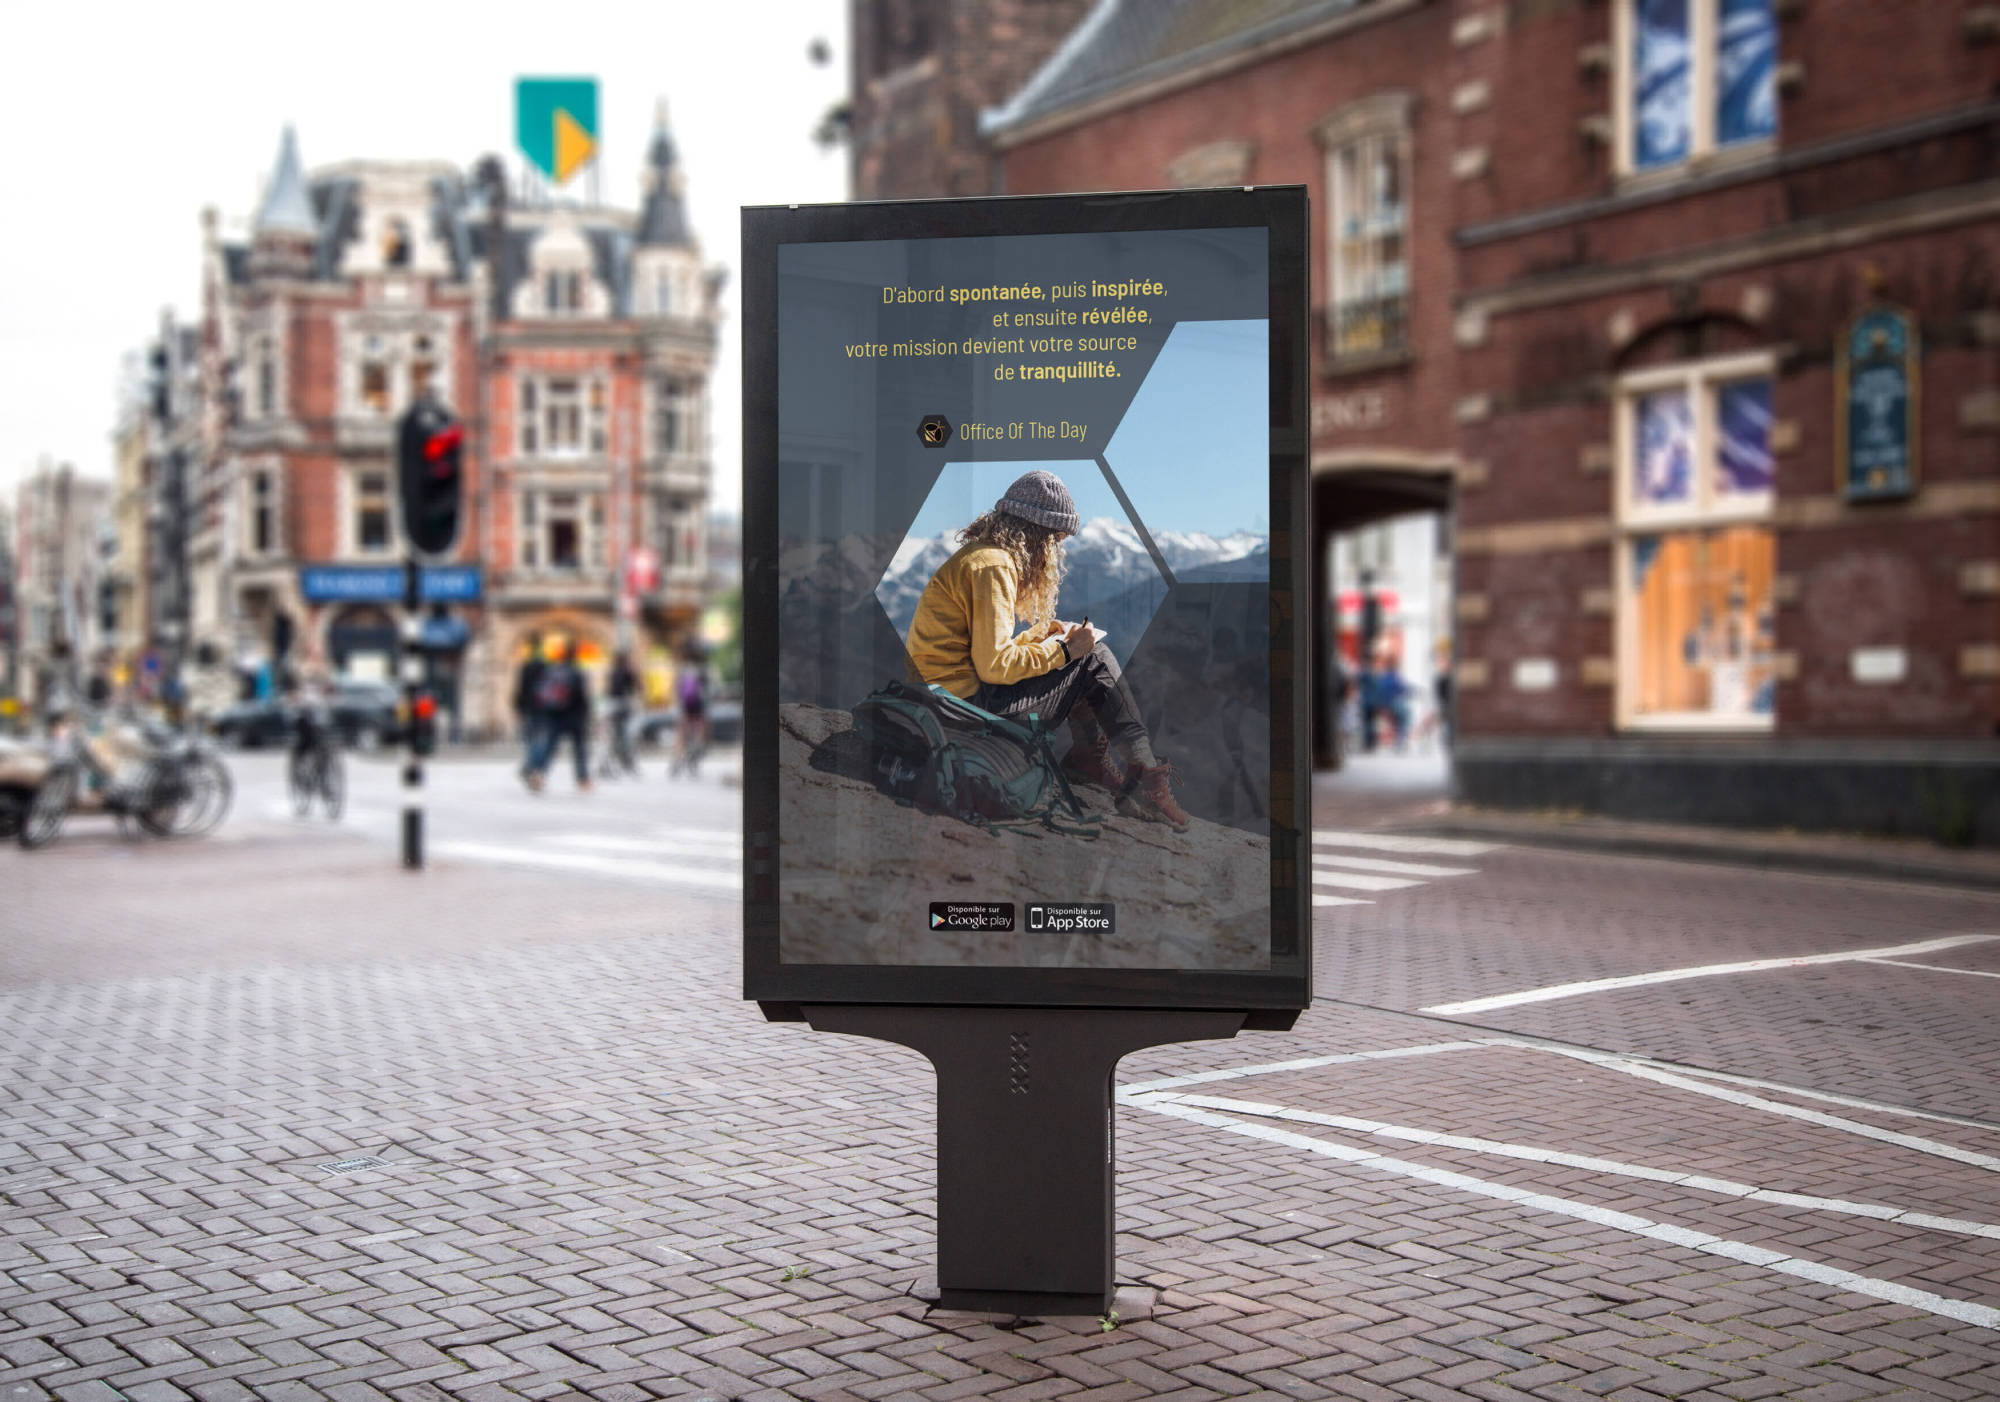 D'abord spontanée, puis inspirée,
et ensuite révélée,
votre mission devient votre source
de tranquillité.
Office Of The Day
Disponible sur
Google play
Disponible sur
App Store